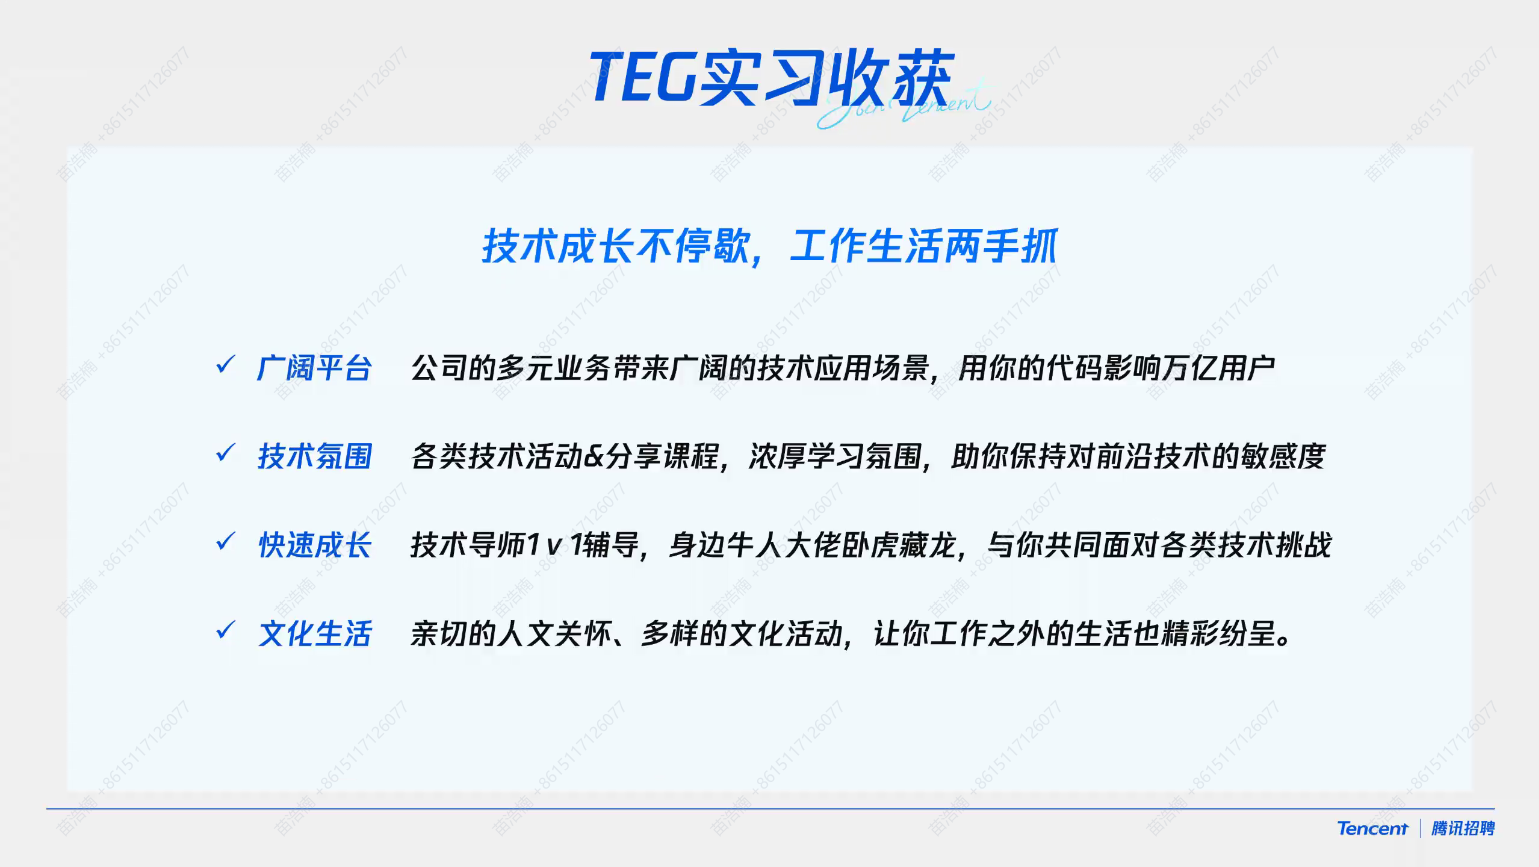 TEG实习收获
Join Tencent
技术成长不停歇，工作生活两手抓
✓ 广阔平台 公司的多元业务带来广阔的技术应用场景，用你的代码影响万亿用户
✓ 技术氛围 各类技术活动&分享课程，浓厚学习氛围，助你保持对前沿技术的敏感度
✓ 快速成长 技术导师1v1辅导，身边牛人大佬卧虎藏龙，与你共同面对各类技术挑战
✓ 文化生活 亲切的人文关怀、多样的文化活动，让你工作之外的生活也精彩纷呈。
Tencent | 腾讯招聘
苗浩楠 +8615117126077